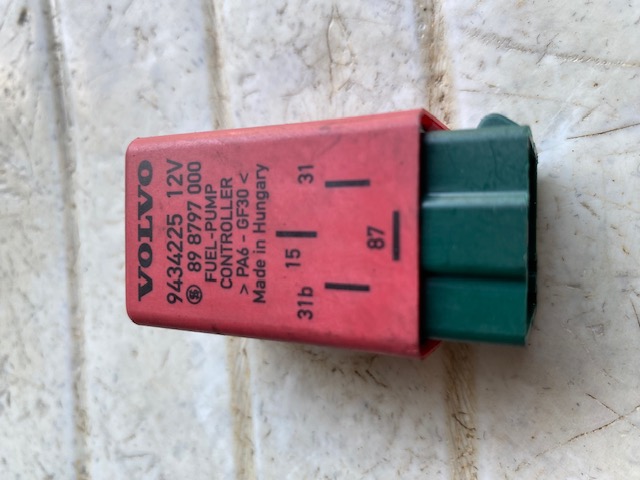 VOLVO
9434225 12V
S 89 8797 000
FUEL-PUMP
CONTROLLER
> PA6 - GF30 <
Made in Hungary
31b 15 31
87